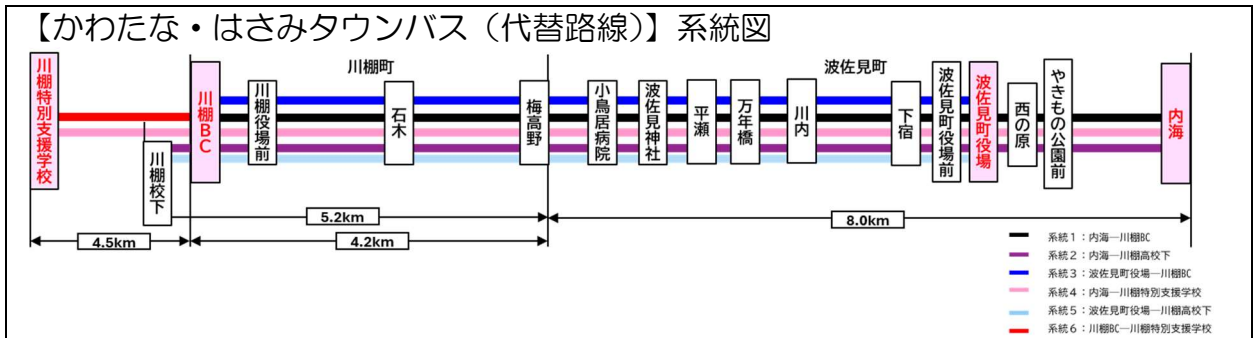 【かわたな・はさみタウンバス（代替路線）】系統図
川棚町
波佐見町
川棚特別支援学校
川棚校下
川棚BC
川棚役場前
石木
梅高野
小鳥居病院
波佐見神社
平瀬
万年橋
川内
下宿
波佐見町役場前
波佐見町役場
西の原
やきもの公園前
内海
5.2km
8.0km
4.5km
4.2km
系統1：内海―川棚BC
系統2：内海―川棚高校下
系統3：波佐見町役場―川棚BC
系統4：内海―川棚特別支援学校
系統5：波佐見町役場―川棚高校下
系統6：川棚BC―川棚特別支援学校